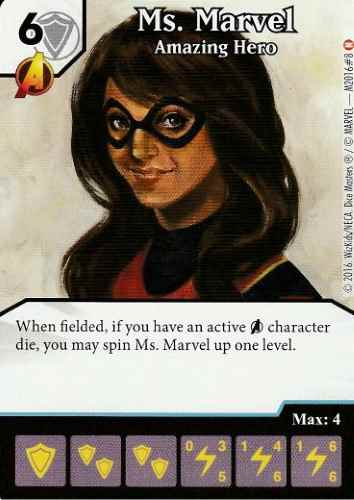 6
Ms. Marvel
Amazing Hero
© 2016 WizKids/NECA. Dice Masters ® / © MARVEL — M2016#8
When fielded, if you have an active character
die, you may spin Ms. Marvel up one level.
Max: 4
0 3 5
1 4 6
1 6 6